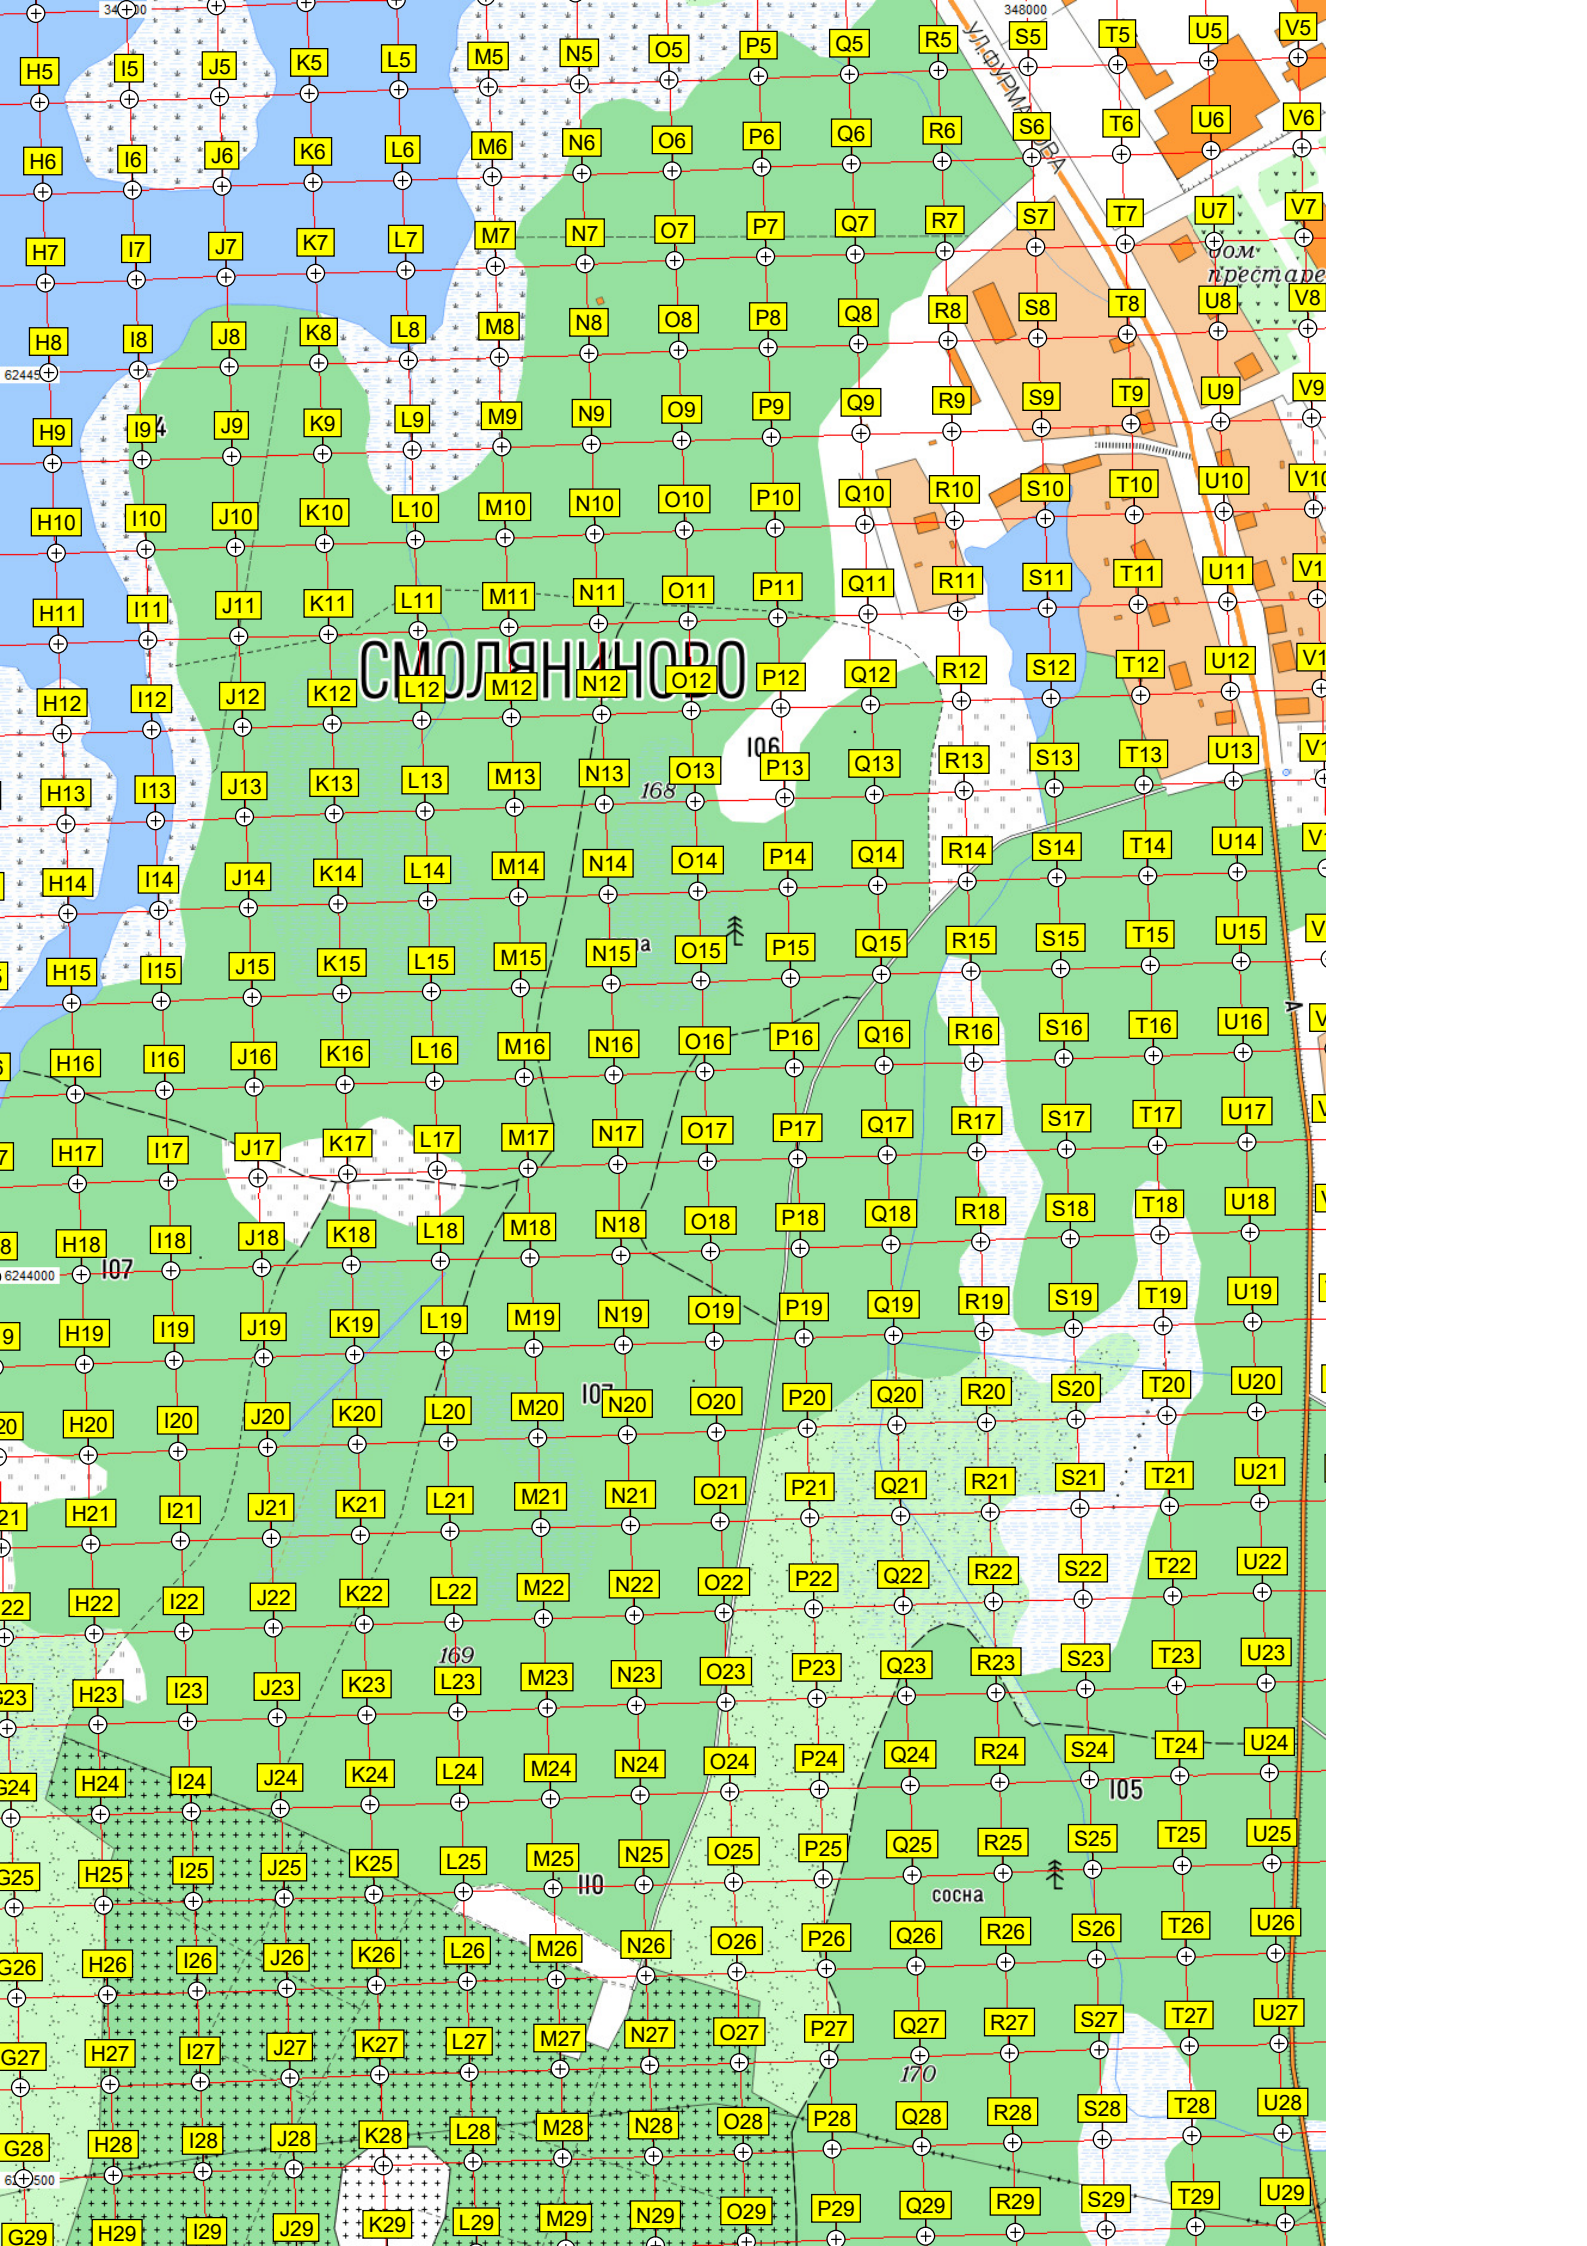 348000
УЛ.ФУРМАНОВА
H5 I5 J5 K5 L5 M5 N5 O5 P5 Q5 R5 S5 T5 U5 V5
H6 I6 J6 K6 L6 M6 N6 O6 P6 Q6 R6 S6 T6 U6 V6
H7 I7 J7 K7 L7 M7 N7 O7 P7 Q7 R7 S7 T7 U7 V7
дом
престаре
H8 I8 J8 K8 L8 M8 N8 O8 P8 Q8 R8 S8 T8 U8 V8
H9 I9 J9 K9 L9 M9 N9 O9 P9 Q9 R9 S9 T9 U9 V9
H10 I10 J10 K10 L10 M10 N10 O10 P10 Q10 R10 S10 T10 U10 V10
H11 I11 J11 K11 L11 M11 N11 O11 P11 Q11 R11 S11 T11 U11
СМОЛЯНИНОВО
H12 I12 J12 K12 L12 M12 N12 O12 P12 Q12 R12 S12 T12 U12
106
H13 I13 J13 K13 L13 M13 N13 O13 P13 Q13 R13 S13 T13 U13
168
H14 I14 J14 K14 L14 M14 N14 O14 P14 Q14 R14 S14 T14 U14
H15 I15 J15 K15 L15 M15 N15 O15 P15 Q15 R15 S15 T15 U15
А
H16 I16 J16 K16 L16 M16 N16 O16 P16 Q16 R16 S16 T16 U16
H17 I17 J17 K17 L17 M17 N17 O17 P17 Q17 R17 S17 T17 U17
H18 I18 J18 K18 L18 M18 N18 O18 P18 Q18 R18 S18 T18 U18
6244000 107
H19 I19 J19 K19 L19 M19 N19 O19 P19 Q19 R19 S19 T19 U19
107
H20 I20 J20 K20 L20 M20 N20 O20 P20 Q20 R20 S20 T20 U20
H21 I21 J21 K21 L21 M21 N21 O21 P21 Q21 R21 S21 T21 U21
H22 I22 J22 K22 L22 M22 N22 O22 P22 Q22 R22 S22 T22 U22
169
G23 H23 I23 J23 K23 L23 M23 N23 O23 P23 Q23 R23 S23 T23 U23
G24 H24 I24 J24 K24 L24 M24 N24 O24 P24 Q24 R24 S24 T24 U24
105
G25 H25 I25 J25 K25 L25 M25 N25 O25 P25 Q25 R25 S25 T25 U25
110
сосна
G26 H26 I26 J26 K26 L26 M26 N26 O26 P26 Q26 R26 S26 T26 U26
G27 H27 I27 J27 K27 L27 M27 N27 O27 P27 Q27 R27 S27 T27 U27
170
G28 H28 I28 J28 K28 L28 M28 N28 O28 P28 Q28 R28 S28 T28 U28
G29 H29 I29 J29 K29 L29 M29 N29 O29 P29 Q29 R29 S29 T29 U29